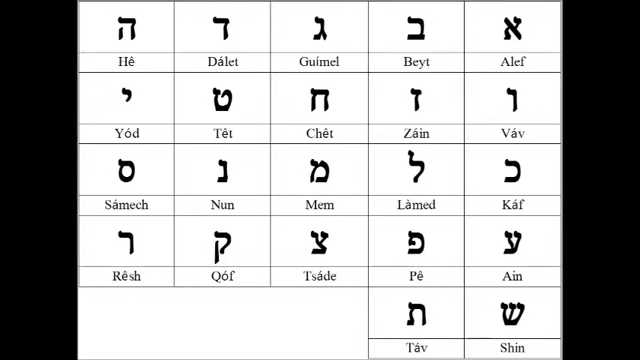 א ב ג ד ה
Alef Beyt Guímel Dálet Hê
ו ז ח ט י
Váv Záin Chêt Têt Yód
כ ל מ נ ס
Káf Làmed Mem Nun Sámech
ע פ צ ק ר
Ain Pê Tsáde Qóf Rêsh
ש ת
Shin Táv